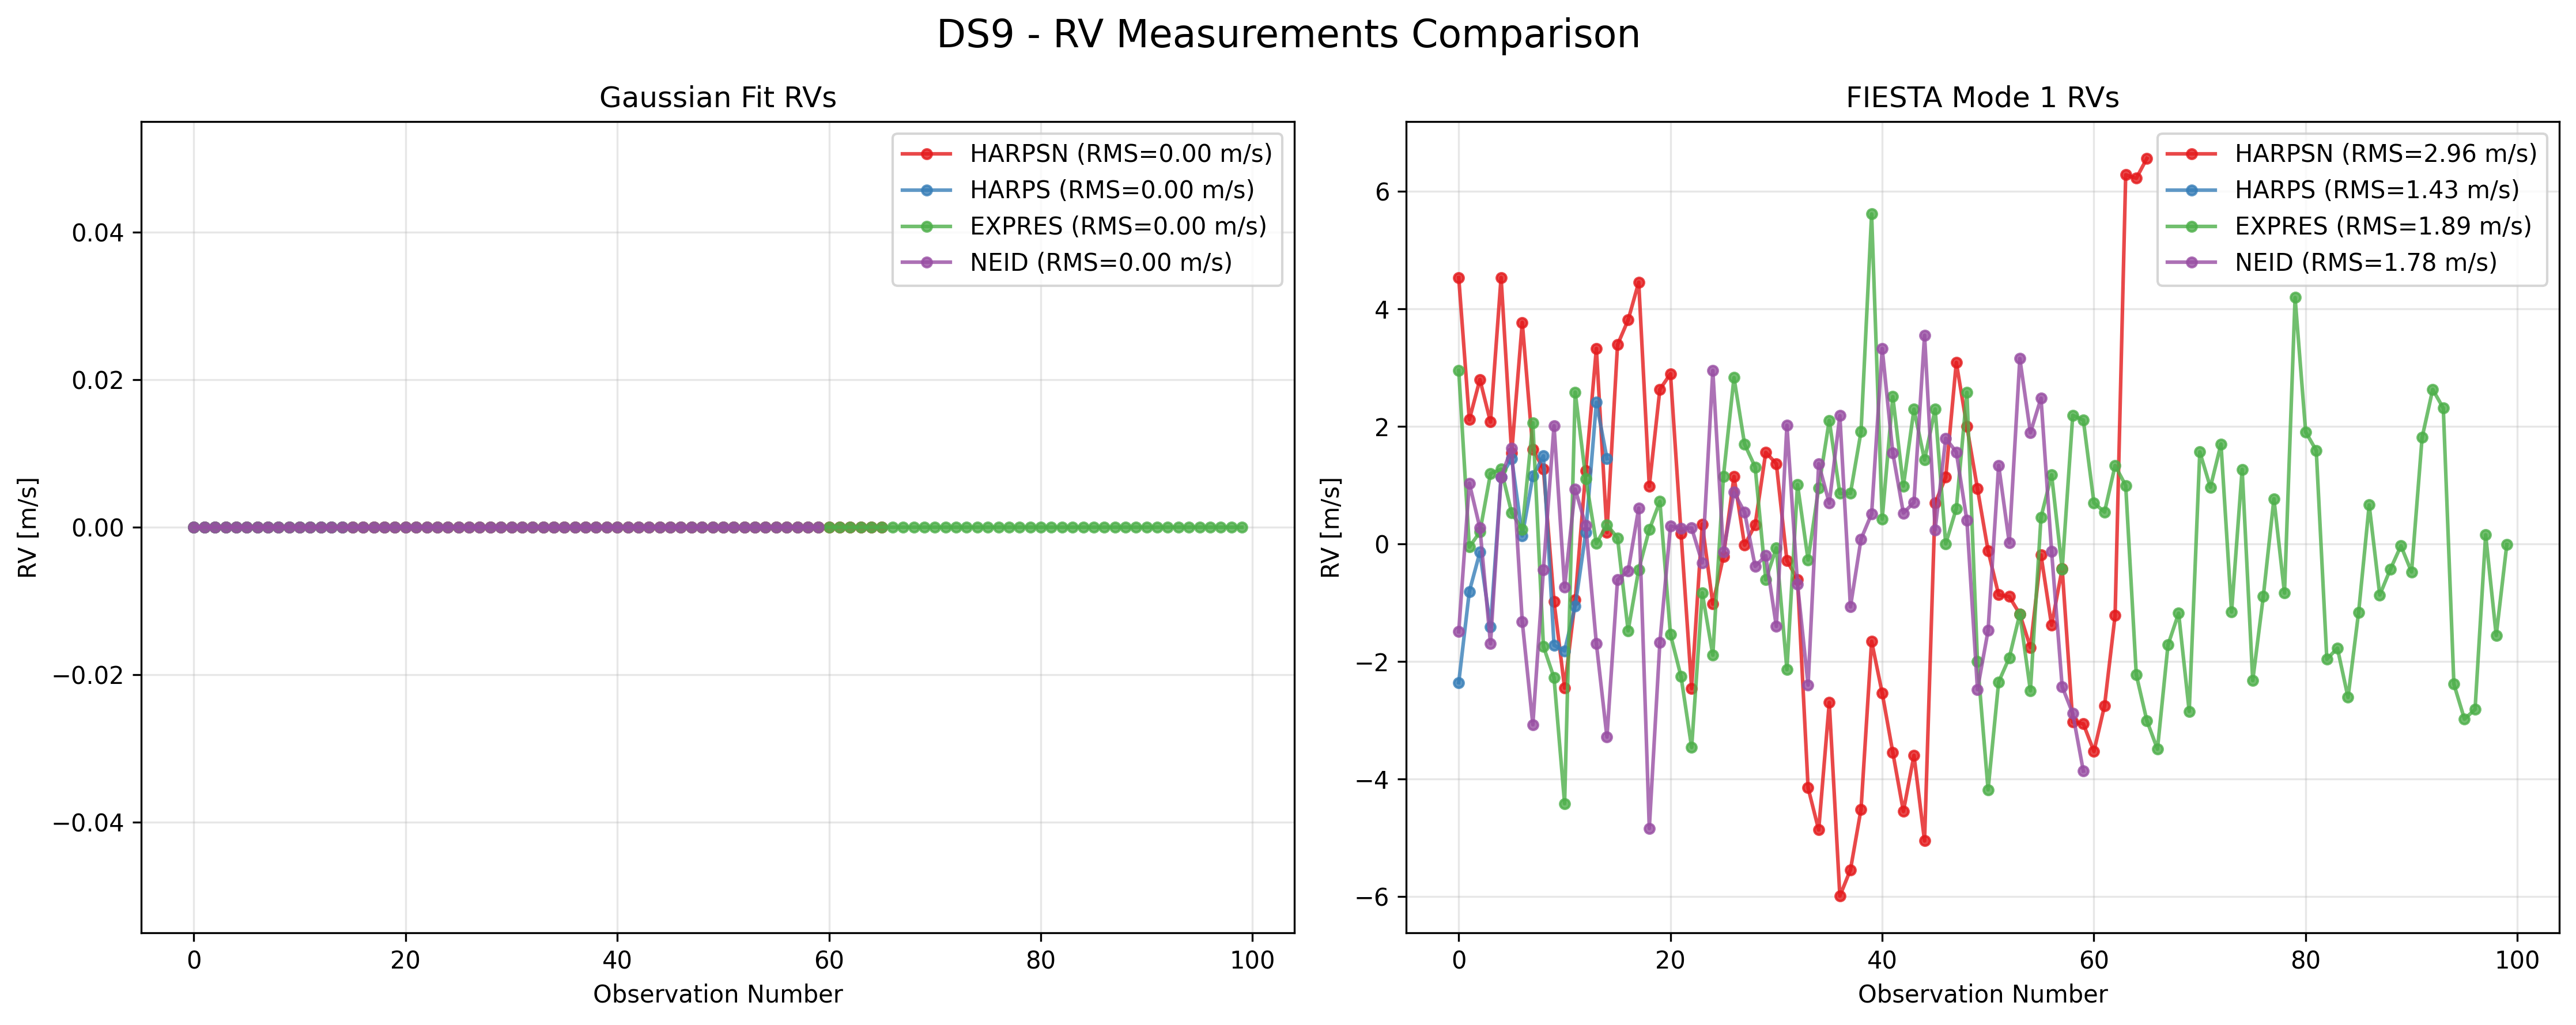 DS9 - RV Measurements Comparison
Gaussian Fit RVs
HARPSN (RMS=0.00 m/s)
HARPS (RMS=0.00 m/s)
EXPRES (RMS=0.00 m/s)
NEID (RMS=0.00 m/s)
RV [m/s]
0.04
0.02
0.00
−0.02
−0.04
0 20 40 60 80 100
Observation Number
FIESTA Mode 1 RVs
HARPSN (RMS=2.96 m/s)
HARPS (RMS=1.43 m/s)
EXPRES (RMS=1.89 m/s)
NEID (RMS=1.78 m/s)
RV [m/s]
6
4
2
0
−2
−4
−6
0 20 40 60 80 100
Observation Number